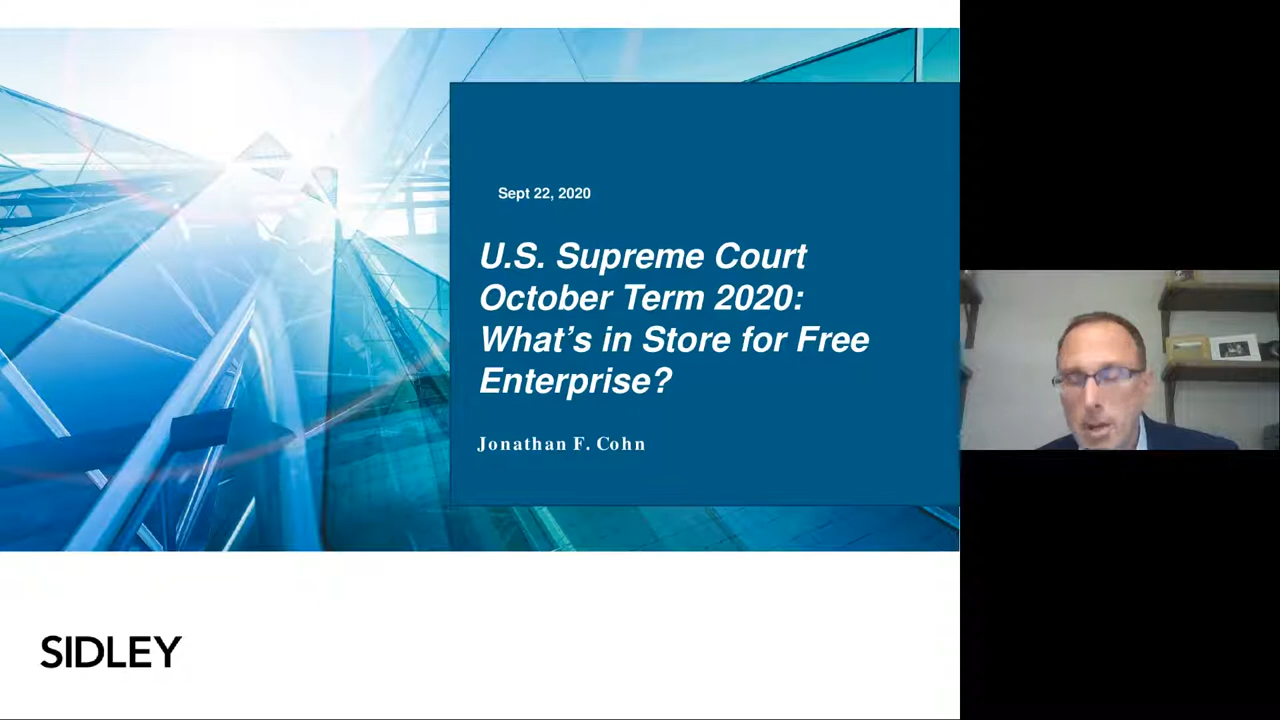 Sept 22, 2020
U.S. Supreme Court
October Term 2020:
What's in Store for Free
Enterprise?
Jonathan F. Cohn
SIDLEY